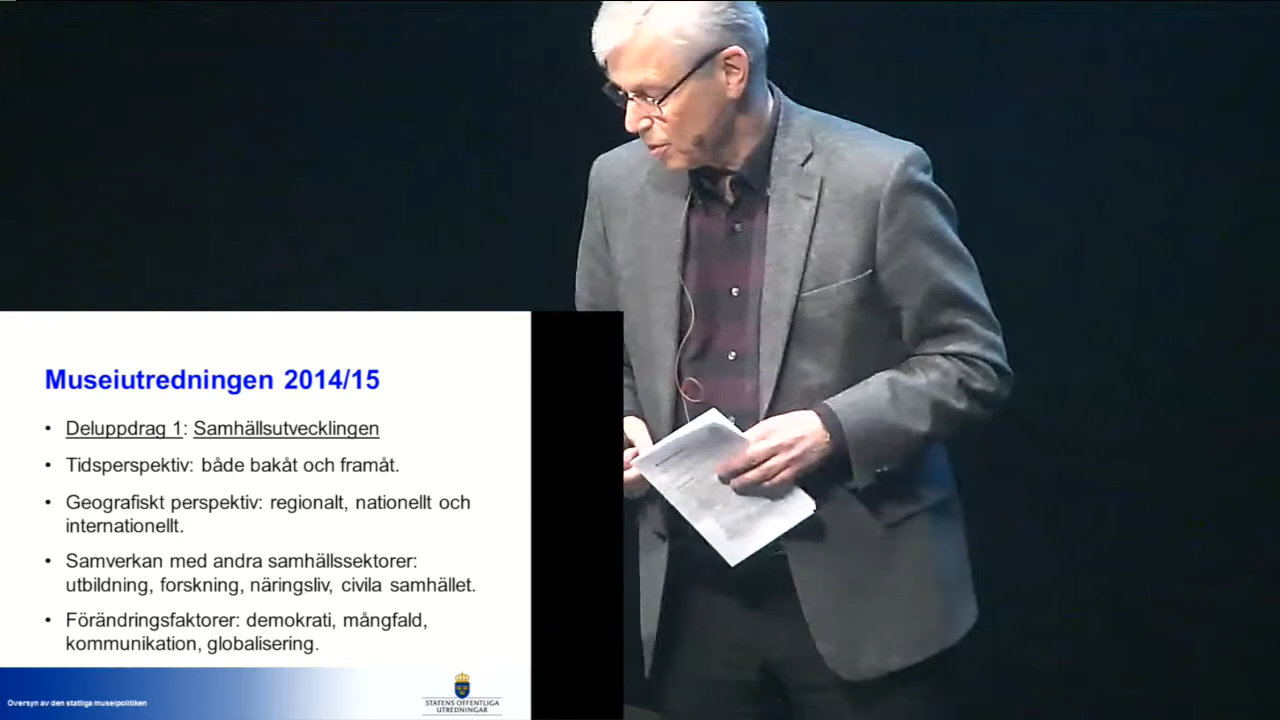 Museiutredningen 2014/15
• Deluppdrag 1: Samhällsutvecklingen
• Tidsperspektiv: både bakåt och framåt.
• Geografiskt perspektiv: regionalt, nationellt och
internationellt.
• Samverkan med andra samhällssektorer:
utbildning, forskning, näringsliv, civila samhället.
• Förändringsfaktorer: demokrati, mångfald,
kommunikation, globalisering.
Översyn av den statliga museipolitiken
STATENS OFFENTLIGA
UTREDNINGAR